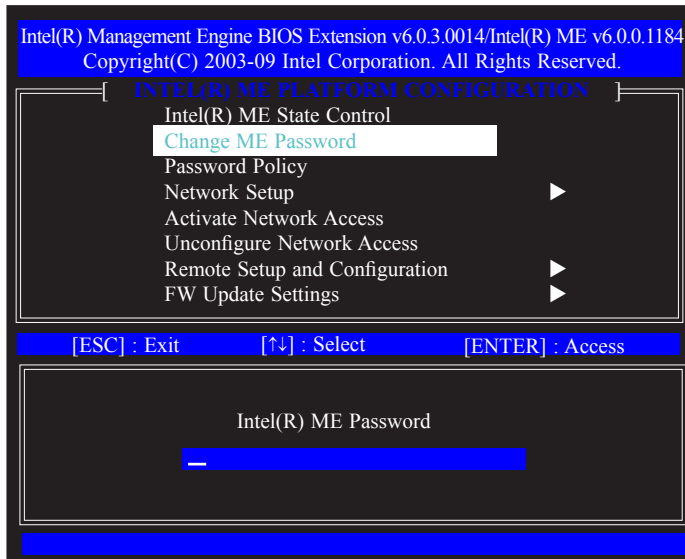 Intel(R) Management Engine BIOS Extension v6.0.3.0014/Intel(R) ME v6.0.0.1184
Copyright(C) 2003-09 Intel Corporation. All Rights Reserved.
[ INTEL(R) ME PLATFORM CONFIGURATION ]
Intel(R) ME State Control
Change ME Password
Password Policy
Network Setup ▶
Activate Network Access
Unconfigure Network Access
Remote Setup and Configuration ▶
FW Update Settings ▶
[ESC] : Exit [↑↓] : Select [ENTER] : Access
Intel(R) ME Password